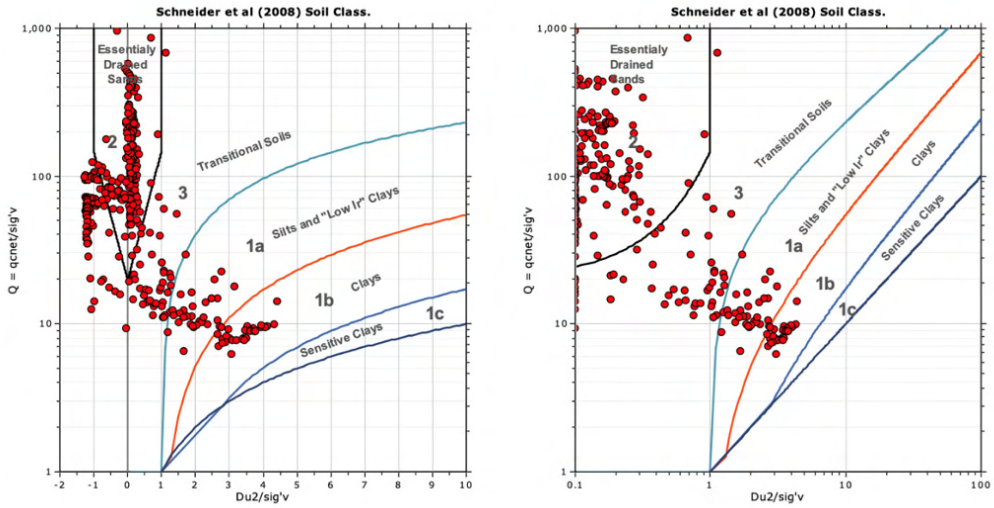 Schneider et al (2008) Soil Class.
1,000
Essentialy
Drained
Sands
2
Transitional Soils
100
3
Silts and "Low Ir" Clays
1a
Clays
1b
1c
10
Sensitive Clays
1
-2 -1 0 1 2 3 4 5 6 7 8 9 10
Du2/sig'v
Q = qcnet/sig'v
Schneider et al (2008) Soil Class.
1,000
Essentialy
Drained
Sands
2
Transitional Soils
Silts and "Low Ir" Clays
Clays
100
3
Sensitive Clays
1a
1b
1c
10
1
0.1 1 10 100
Du2/sig'v
Q = qcnet/sig'v